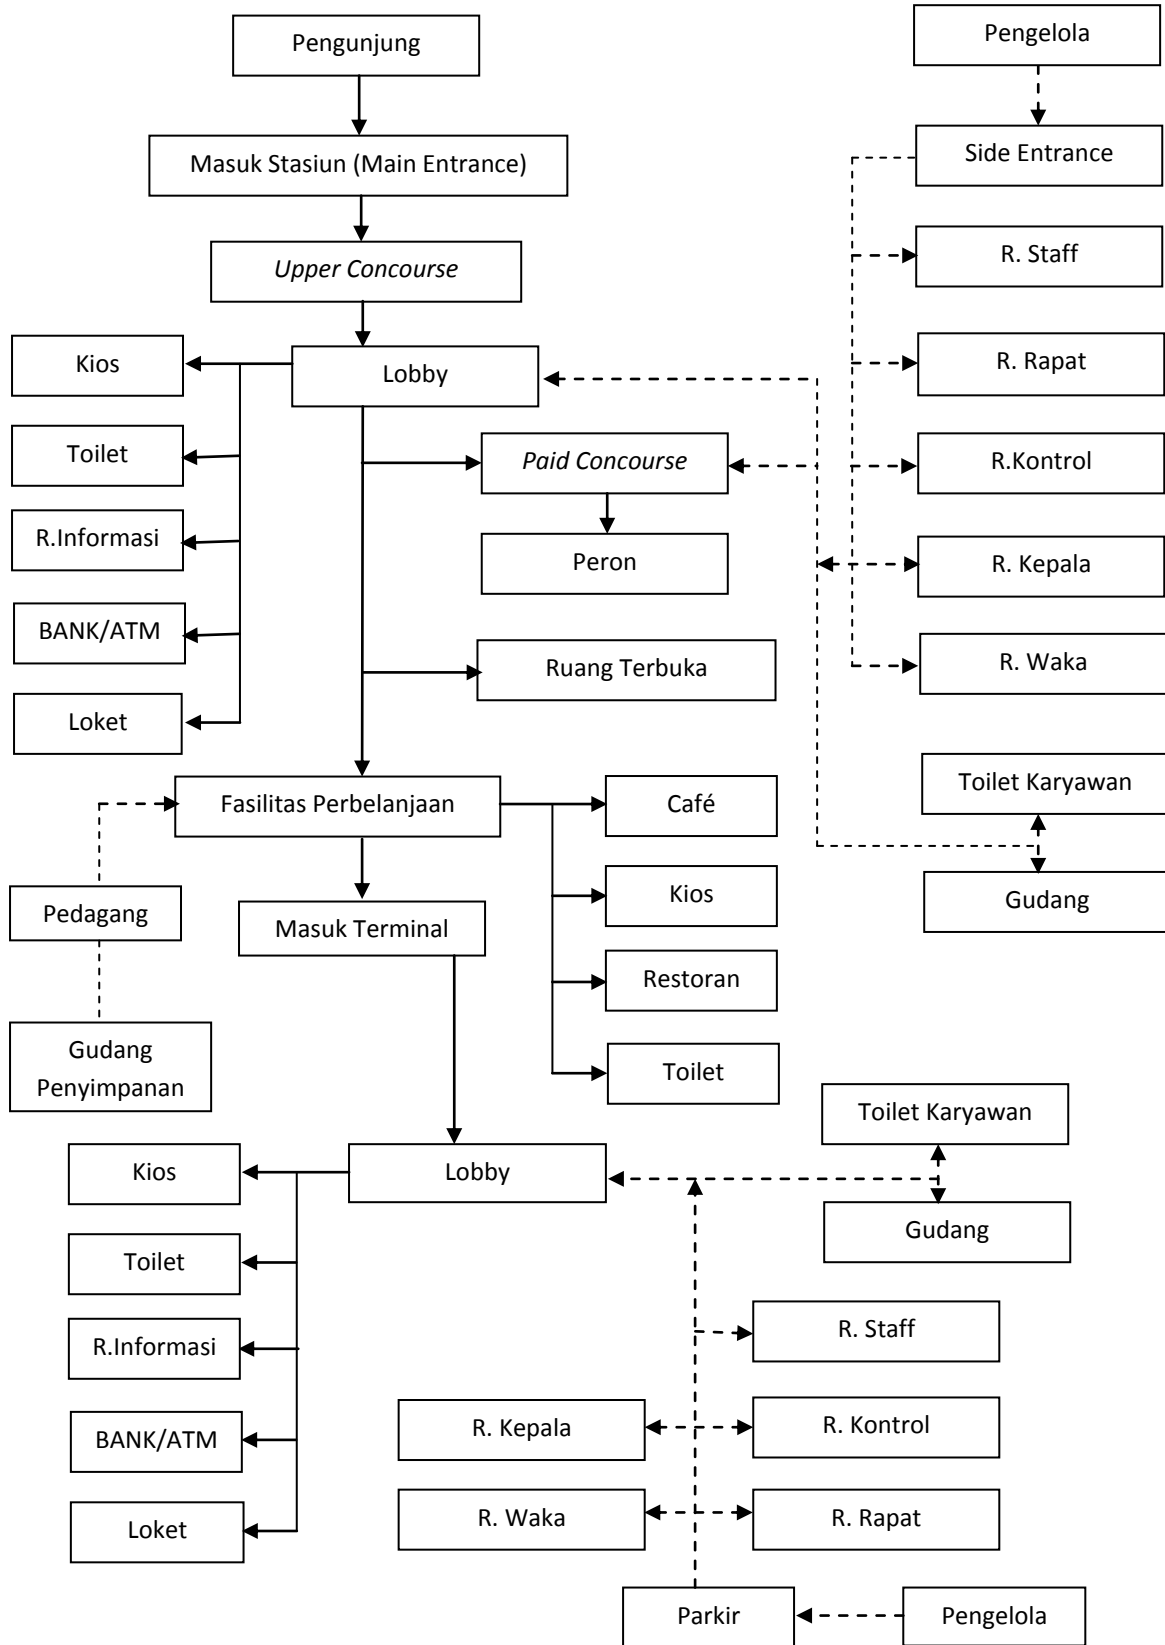 Pengunjung
Pengelola
Masuk Stasiun (Main Entrance)
Side Entrance
Upper Concourse
R. Staff
Kios
Lobby
R. Rapat
Toilet
Paid Concourse
R.Kontrol
R.Informasi
Peron
R. Kepala
BANK/ATM
Ruang Terbuka
R. Waka
Loket
Toilet Karyawan
Fasilitas Perbelanjaan
Café
Pedagang
Kios
Gudang
Masuk Terminal
Restoran
Gudang
Penyimpanan
Toilet
Toilet Karyawan
Kios
Lobby
Gudang
Toilet
R. Staff
R.Informasi
R. Kepala
R. Kontrol
BANK/ATM
R. Waka
R. Rapat
Loket
Parkir
Pengelola